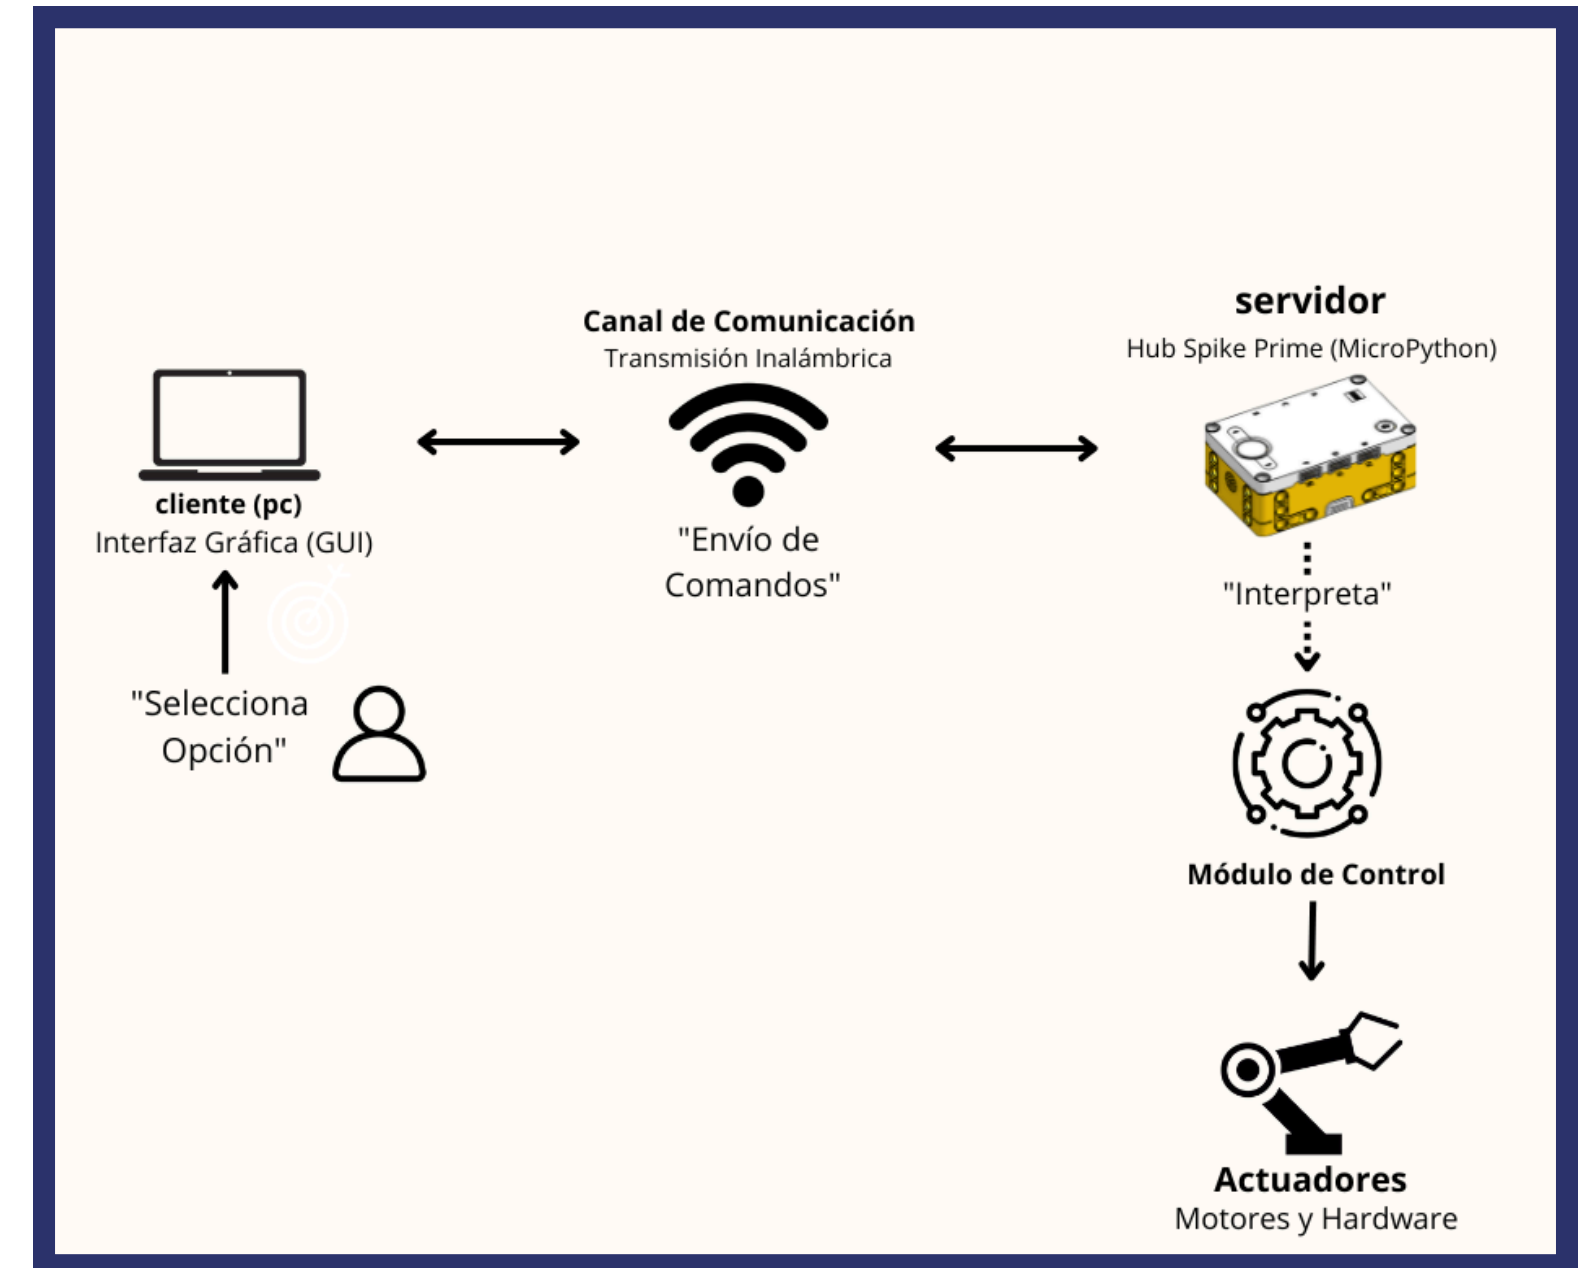 cliente (pc)
Interfaz Gráfica (GUI)
"Selecciona
Opción"
Canal de Comunicación
Transmisión Inalámbrica
"Envío de
Comandos"
servidor
Hub Spike Prime (MicroPython)
"Interpreta"
Módulo de Control
Actuadores
Motores y Hardware